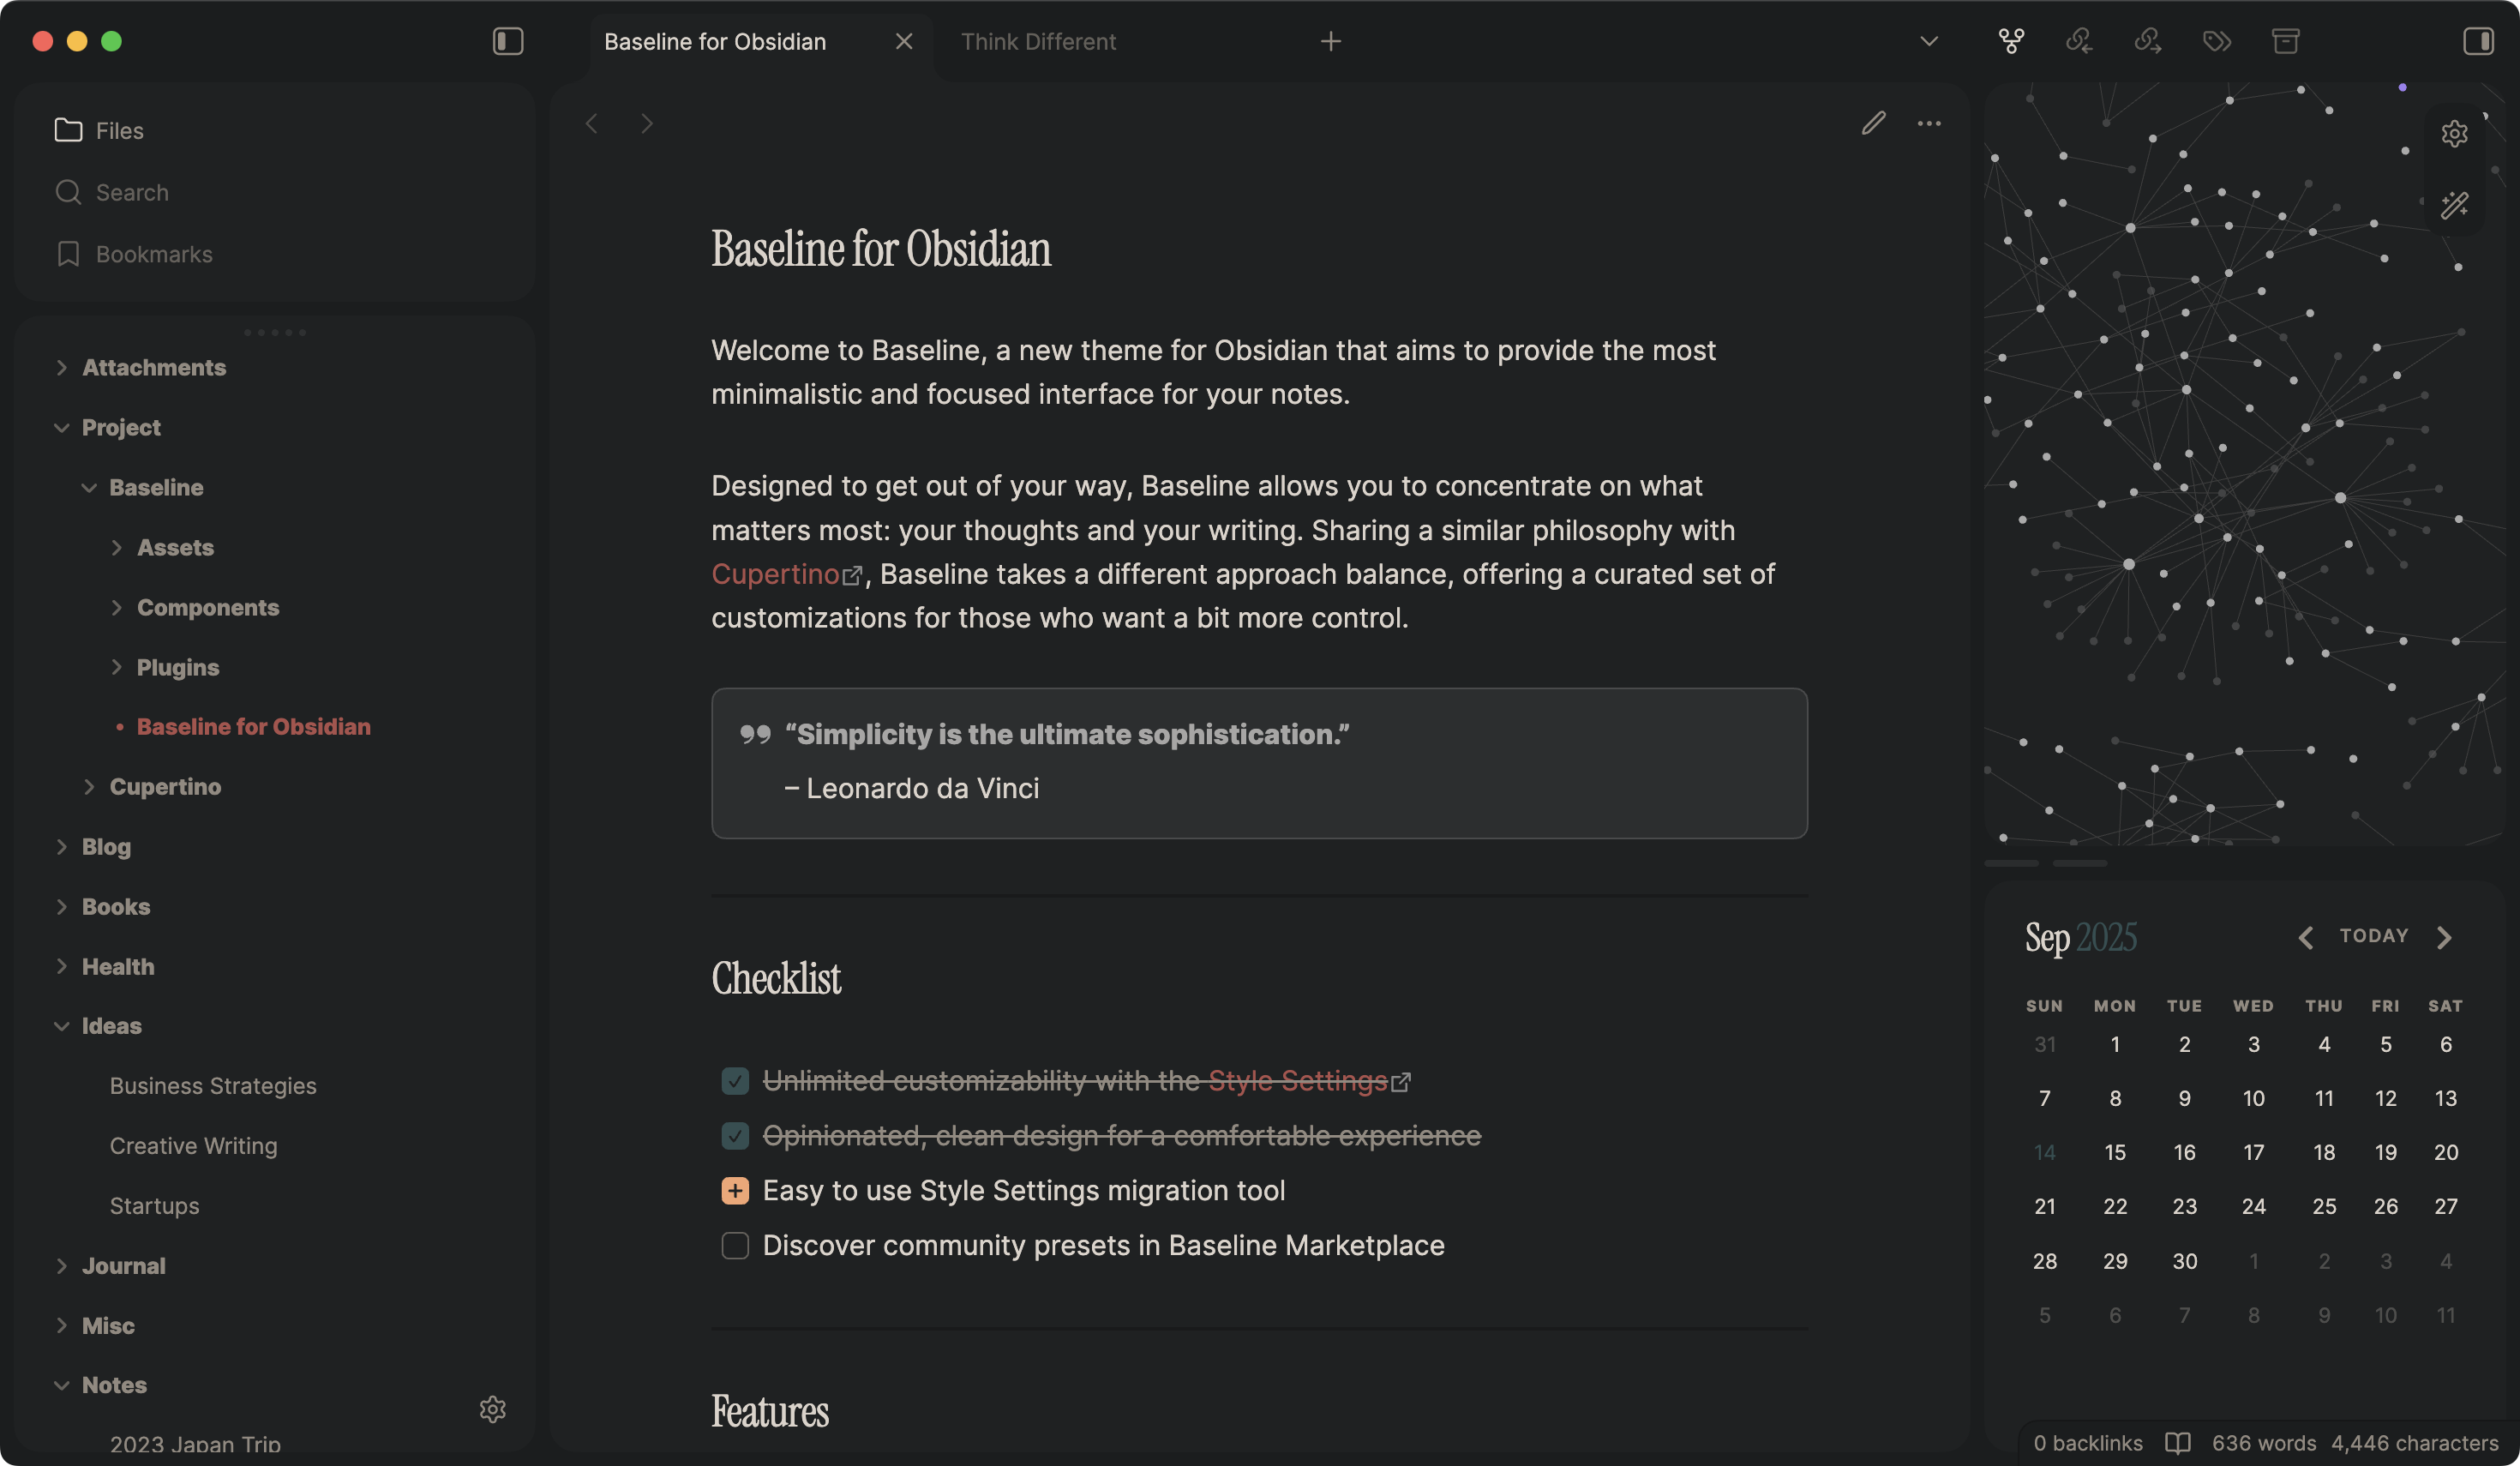 Baseline for Obsidian
Think Different
Files
Search
Bookmarks
Attachments
Project
Baseline
Assets
Components
Plugins
Baseline for Obsidian
Cupertino
Blog
Books
Health
Ideas
Business Strategies
Creative Writing
Startups
Journal
Misc
Notes
2023 Japan Trip
Baseline for Obsidian
Welcome to Baseline, a new theme for Obsidian that aims to provide the most
minimalistic and focused interface for your notes.
Designed to get out of your way, Baseline allows you to concentrate on what
matters most: your thoughts and your writing. Sharing a similar philosophy with
Cupertino, Baseline takes a different approach balance, offering a curated set of
customizations for those who want a bit more control.
“Simplicity is the ultimate sophistication.”
– Leonardo da Vinci
Checklist
Unlimited customizability with the Style Settings
Opinionated, clean design for a comfortable experience
Easy to use Style Settings migration tool
Discover community presets in Baseline Marketplace
Features
Sep 2025
TODAY
SUN MON TUE WED THU FRI SAT
31 1 2 3 4 5 6
7 8 9 10 11 12 13
14 15 16 17 18 19 20
21 22 23 24 25 26 27
28 29 30 1 2 3 4
5 6 7 8 9 10 11
0 backlinks 636 words 4,446 characters